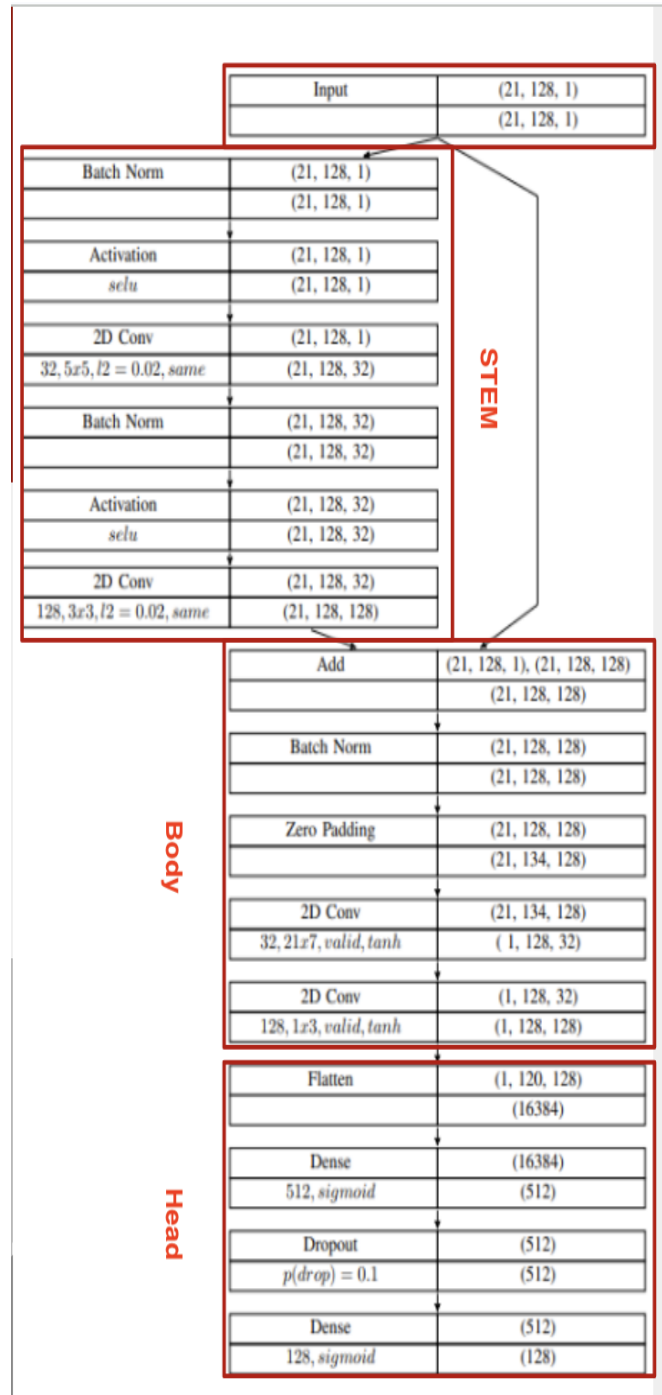 Input (21, 128, 1)
(21, 128, 1)
Batch Norm (21, 128, 1)
(21, 128, 1)
Activation (21, 128, 1)
selu (21, 128, 1)
2D Conv (21, 128, 1)
32, 5x5, l2 = 0.02, same (21, 128, 32)
Batch Norm (21, 128, 32)
(21, 128, 32)
Activation (21, 128, 32)
selu (21, 128, 32)
2D Conv (21, 128, 32)
128, 3x3, l2 = 0.02, same (21, 128, 128)
STEM
Add (21, 128, 1), (21, 128, 128)
(21, 128, 128)
Batch Norm (21, 128, 128)
(21, 128, 128)
Zero Padding (21, 128, 128)
(21, 134, 128)
2D Conv (21, 134, 128)
32, 21x7, valid, tanh ( 1, 128, 32)
2D Conv (1, 128, 32)
128, 1x3, valid, tanh (1, 128, 128)
Body
Flatten (1, 120, 128)
(16384)
Dense (16384)
512, sigmoid (512)
Dropout (512)
p(drop) = 0.1 (512)
Dense (512)
128, sigmoid (128)
Head